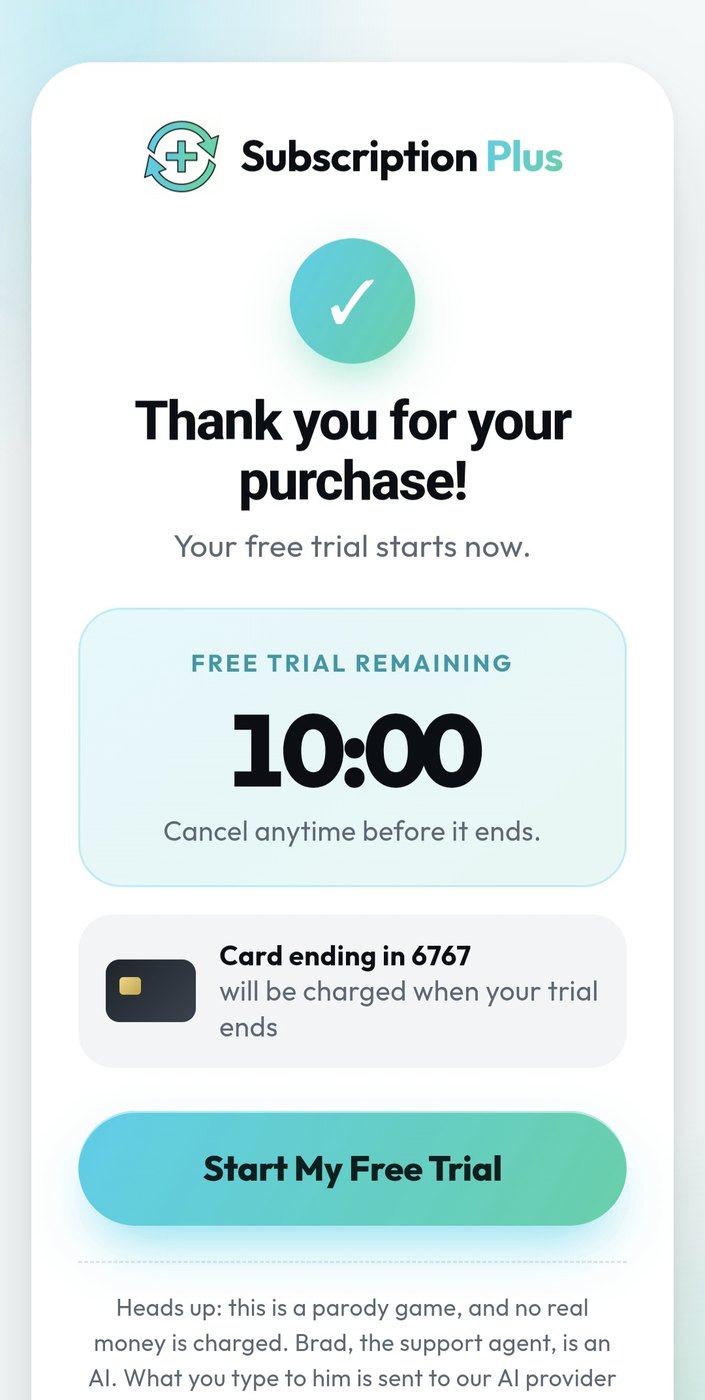 Subscription Plus
Thank you for your
purchase!
Your free trial starts now.
FREE TRIAL REMAINING
10:00
Cancel anytime before it ends.
Card ending in 6767
will be charged when your trial
ends
Start My Free Trial
Heads up: this is a parody game, and no real
money is charged. Brad, the support agent, is an
AI. What you type to him is sent to our AI provider